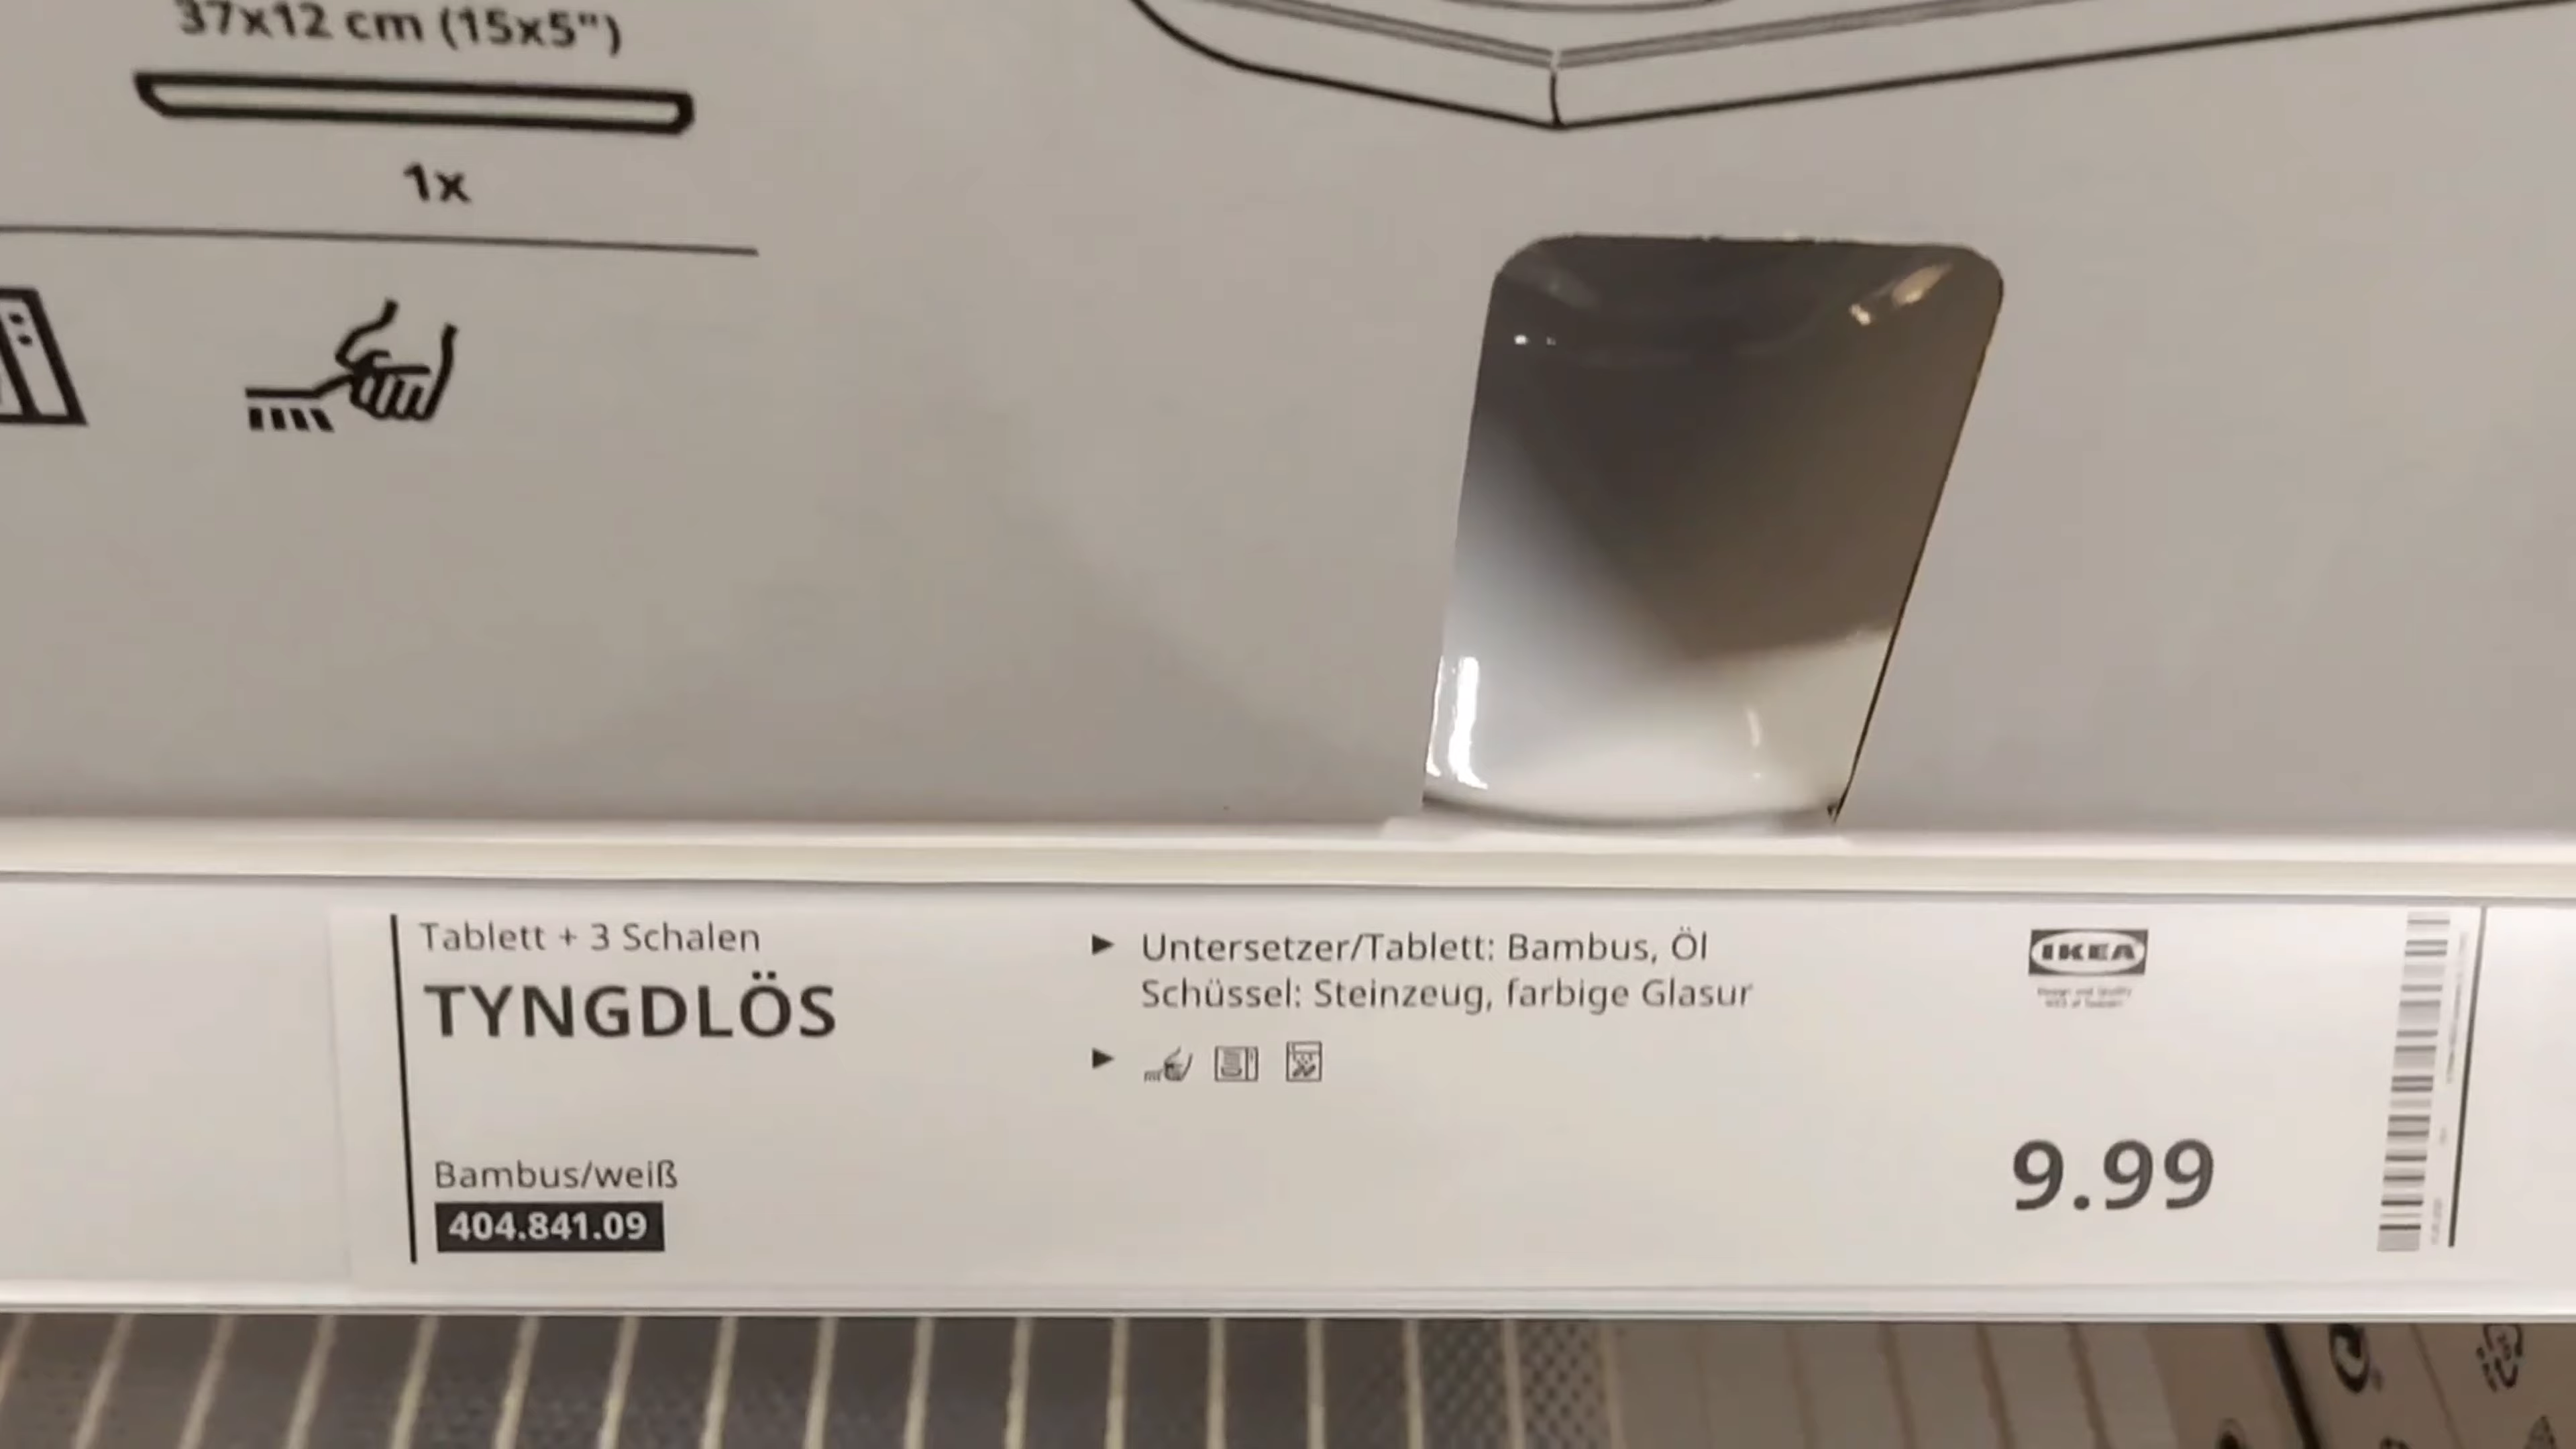 37x12 cm (15x5")
1x
Tablett + 3 Schalen
TYNGDLÖS
Bambus/weiß
404.841.09
Untersetzer/Tablett: Bambus, Öl
Schüssel: Steinzeug, farbige Glasur
IKEA
9.99